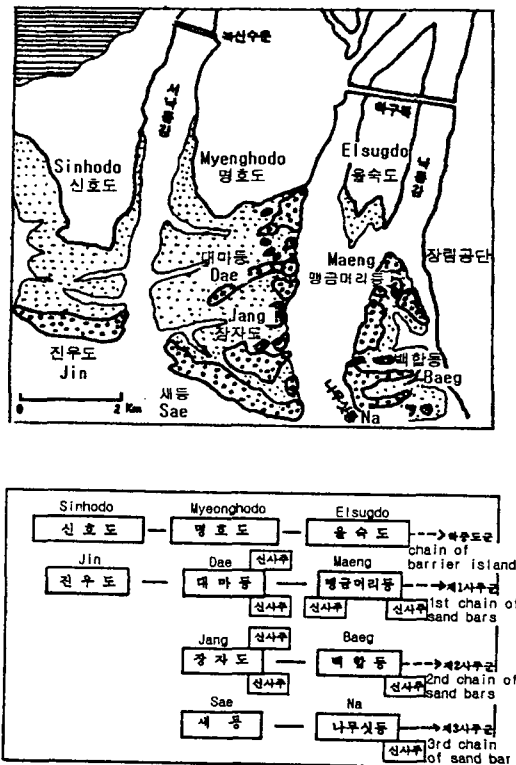 녹산수문
서낙동강
하구둑
낙동강
Sinhodo
신호도
Myenghodo
명호도
Elsugdo
을숙도
장림공단
대마등
Dae
Maeng
맹금머리등
Jang
장자도
진우도
Jin
백합등
Baeg
새등
Sae
나무싯등
Na
0 2 Km
Sinhodo Myeonghodo Elsugdo
신호도 명호도 을숙도 하중도군
chain of
barrier island
Jin Dae 신사주 Maeng
진우도 대마등 맹금머리등 제1사주군
신사주 신사주 신사주 1st chain of
sand bars
Jang 신사주 Baeg
장자도 백합등 제2사주군
신사주 신사주 2nd chain of
sand bars
Sae Na
새등 나무싯등 제3사주군
신사주 3rd chain
of sand bar